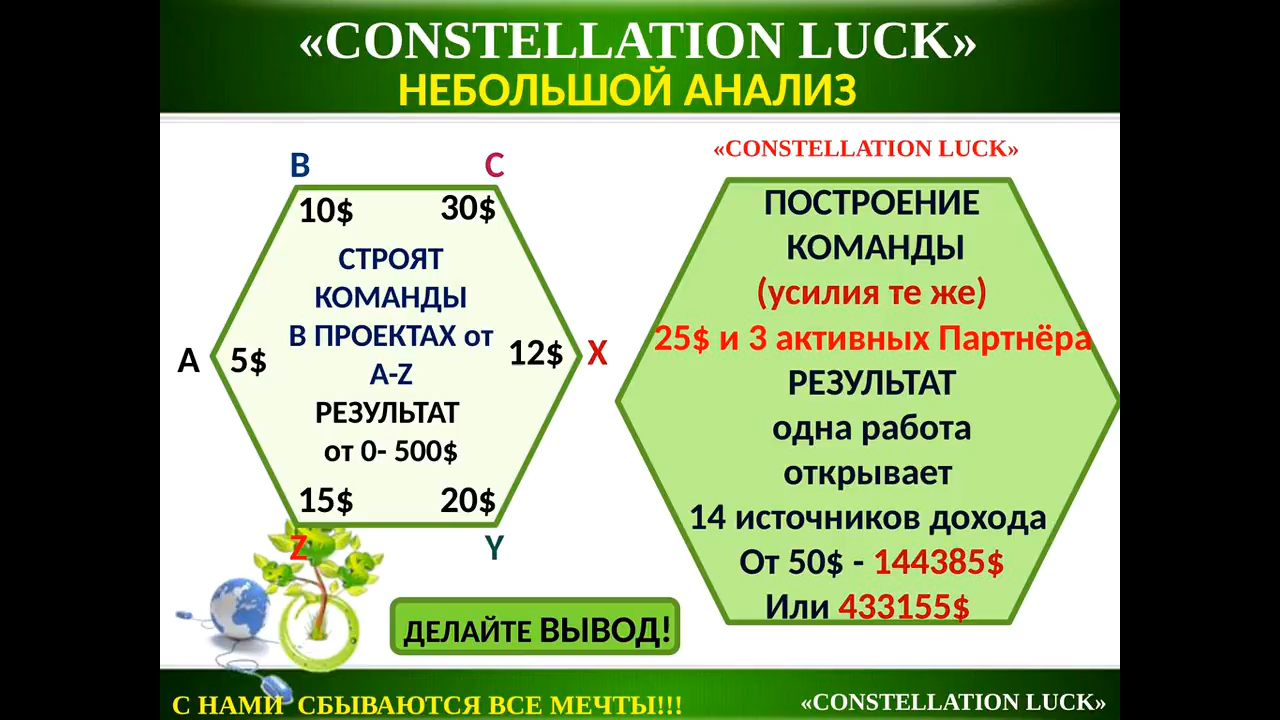 «CONSTELLATION LUCK»
НЕБОЛЬШОЙ АНАЛИЗ
B
C
10$
30$
СТРОЯТ
КОМАНДЫ
В ПРОЕКТАХ от
A-Z
РЕЗУЛЬТАТ
от 0- 500$
A
5$
12$
X
15$
20$
Z
Y
«CONSTELLATION LUCK»
ПОСТРОЕНИЕ
КОМАНДЫ
(усилия те же)
25$ и 3 активных Партнёра
РЕЗУЛЬТАТ
одна работа
открывает
14 источников дохода
От 50$ - 144385$
Или 433155$
ДЕЛАЙТЕ ВЫВОД!
С НАМИ СБЫВАЮТСЯ ВСЕ МЕЧТЫ!!!
«CONSTELLATION LUCK»